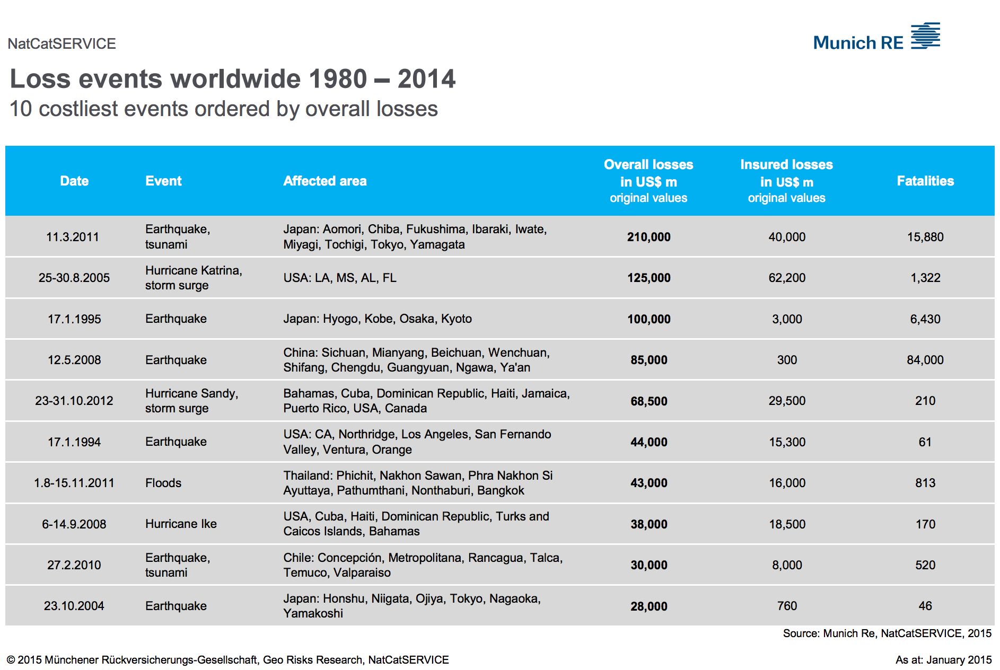 NatCatSERVICE
Munich RE
Loss events worldwide 1980 – 2014
10 costliest events ordered by overall losses
Date Event Affected area Overall losses in US$ m original values Insured losses in US$ m original values Fatalities
11.3.2011 Earthquake, tsunami Japan: Aomori, Chiba, Fukushima, Ibaraki, Iwate, Miyagi, Tochigi, Tokyo, Yamagata 210,000 40,000 15,880
25-30.8.2005 Hurricane Katrina, storm surge USA: LA, MS, AL, FL 125,000 62,200 1,322
17.1.1995 Earthquake Japan: Hyogo, Kobe, Osaka, Kyoto 100,000 3,000 6,430
12.5.2008 Earthquake China: Sichuan, Mianyang, Beichuan, Wenchuan, Shifang, Chengdu, Guangyuan, Ngawa, Ya'an 85,000 300 84,000
23-31.10.2012 Hurricane Sandy, storm surge Bahamas, Cuba, Dominican Republic, Haiti, Jamaica, Puerto Rico, USA, Canada 68,500 29,500 210
17.1.1994 Earthquake USA: CA, Northridge, Los Angeles, San Fernando Valley, Ventura, Orange 44,000 15,300 61
1.8-15.11.2011 Floods Thailand: Phichit, Nakhon Sawan, Phra Nakhon Si Ayuttaya, Pathumthani, Nonthaburi, Bangkok 43,000 16,000 813
6-14.9.2008 Hurricane Ike USA, Cuba, Haiti, Dominican Republic, Turks and Caicos Islands, Bahamas 38,000 18,500 170
27.2.2010 Earthquake, tsunami Chile: Concepción, Metropolitana, Rancagua, Talca, Temuco, Valparaiso 30,000 8,000 520
23.10.2004 Earthquake Japan: Honshu, Niigata, Ojiya, Tokyo, Nagaoka, Yamakoshi 28,000 760 46
Source: Munich Re, NatCatSERVICE, 2015
© 2015 Münchener Rückversicherungs-Gesellschaft, Geo Risks Research, NatCatSERVICE
As at: January 2015